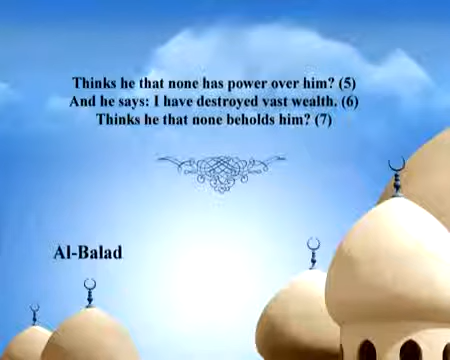 Thinks he that none has power over him? (5)
And he says: I have destroyed vast wealth. (6)
Thinks he that none beholds him? (7)
Al-Balad